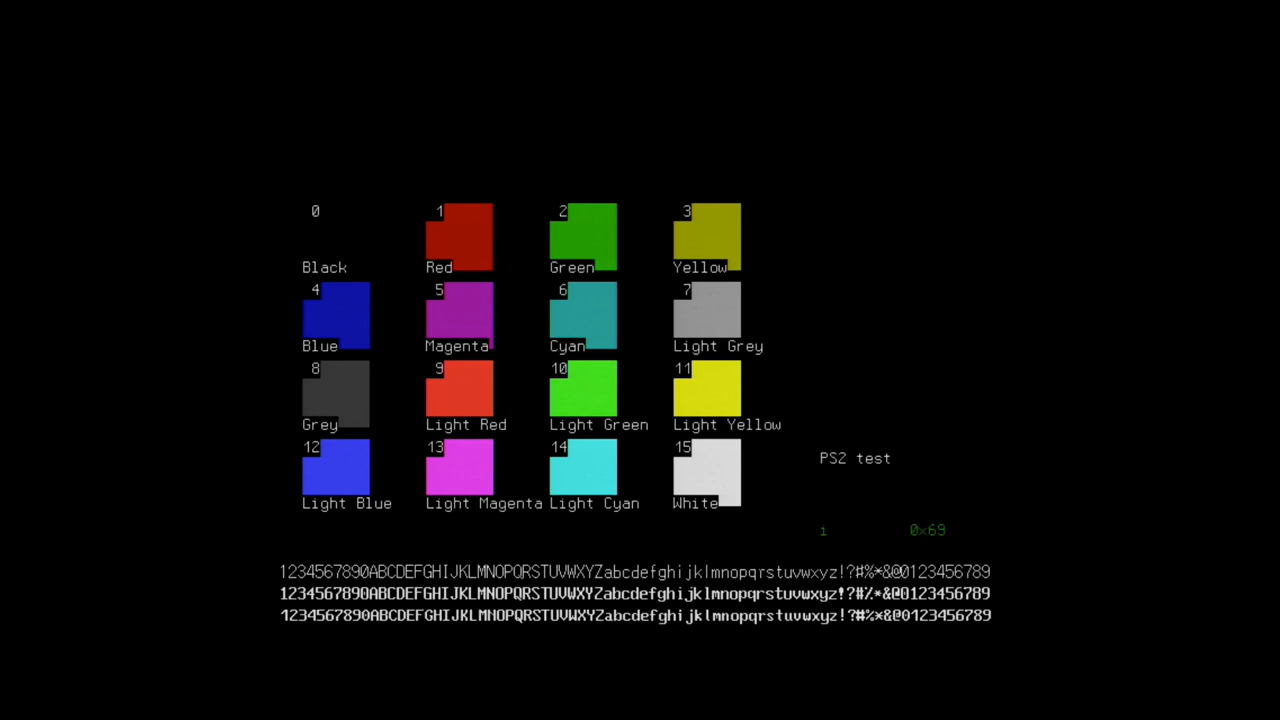 0 1 2 3
Black Red Green Yellow
4 5 6 7
Blue Magenta Cyan Light Grey
8 9 10 11
Grey Light Red Light Green Light Yellow
12 13 14 15
Light Blue Light Magenta Light Cyan White
PS2 test
i 0x69
1234567890ABCDEFGHIJKLMNOPQRSTUVWXYZabcdefghijklmnopqrstuvwxyz!?#%*&@0123456789
1234567890ABCDEFGHIJKLMNOPQRSTUVWXYZabcdefghijklmnopqrstuvwxyz!?#%*&@0123456789
1234567890ABCDEFGHIJKLMNOPQRSTUVWXYZabcdefghijklmnopqrstuvwxyz!?#%*&@0123456789